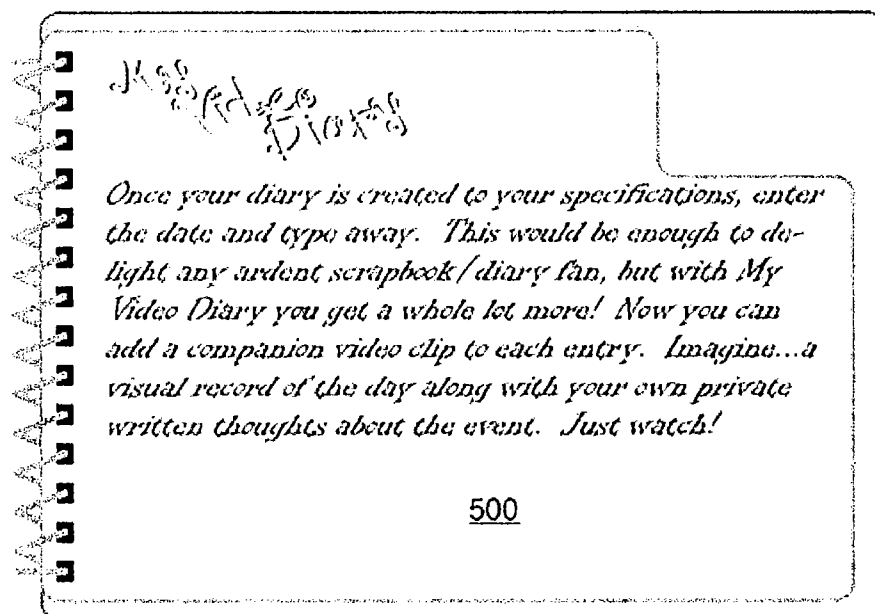 My Video Diary
Once your diary is created to your specifications, enter
the date and type away. This would be enough to de-
light any ardent scrapbook/diary fan, but with My
Video Diary you get a whole lot more! Now you can
add a companion video clip to each entry. Imagine...a
visual record of the day along with your own private
written thoughts about the event. Just watch!
500